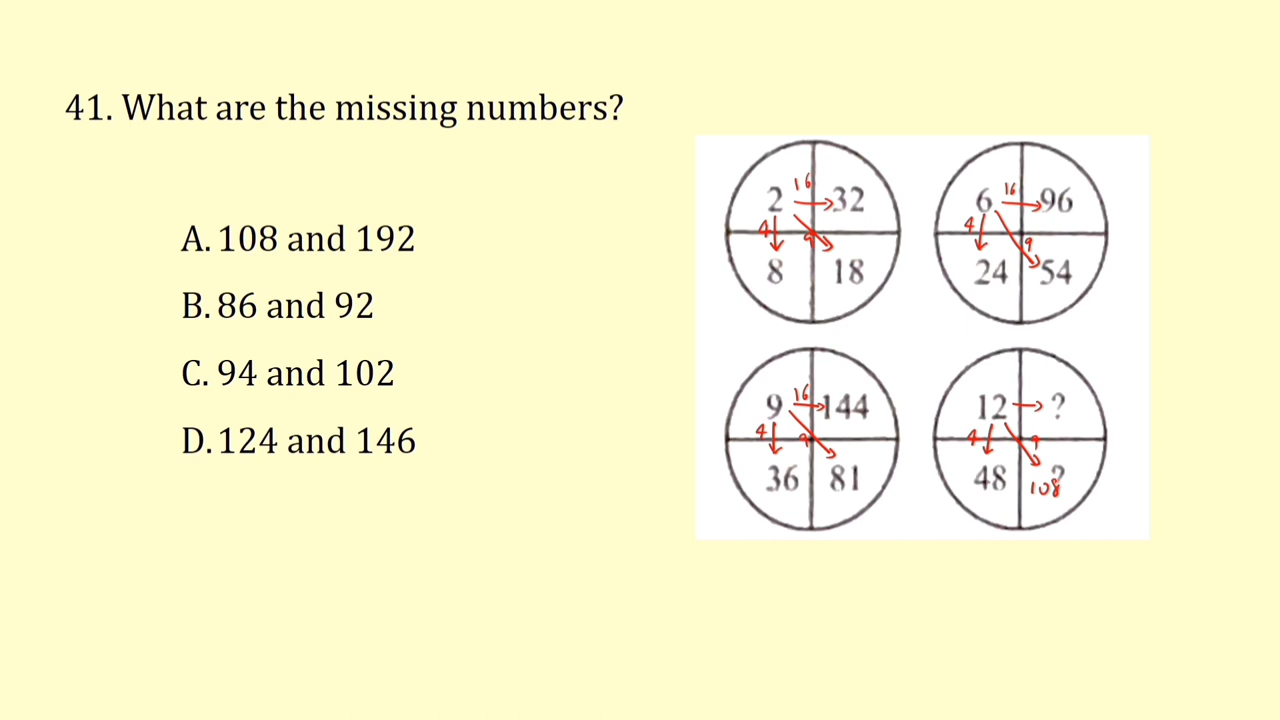 41. What are the missing numbers?
A. 108 and 192
B. 86 and 92
C. 94 and 102
D. 124 and 146
2 16 32
4 9
8 18
6 16 96
4 9
24 54
9 16 144
4 9
36 81
12 ?
4 9
48 ? 108